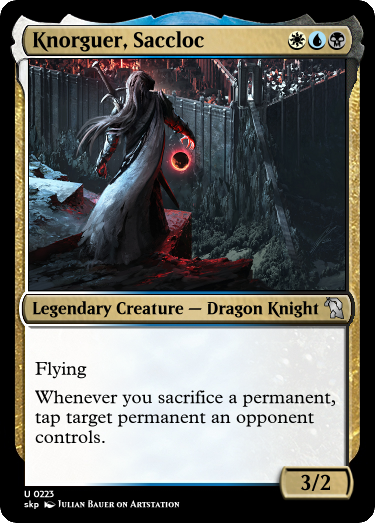 Knorguer, Saccloc
Legendary Creature — Dragon Knight
Flying
Whenever you sacrifice a permanent,
tap target permanent an opponent
controls.
3/2
U 0223
skp Julian Bauer on Artstation